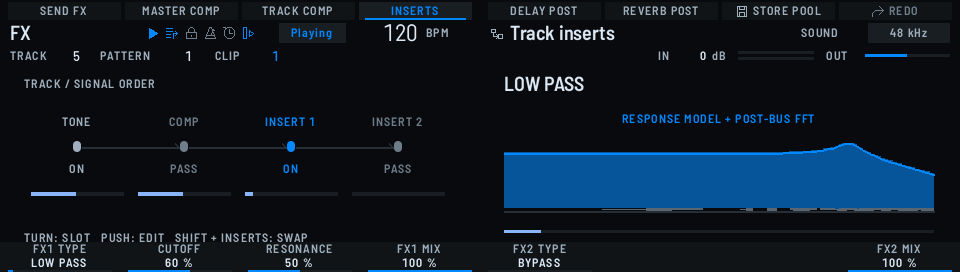 SEND FX MASTER COMP TRACK COMP INSERTS DELAY POST REVERB POST STORE POOL REDO
FX Playing 120 BPM Track inserts SOUND 48 kHz
TRACK 5 PATTERN 1 CLIP 1 IN 0 dB OUT
TRACK / SIGNAL ORDER LOW PASS
RESPONSE MODEL + POST-BUS FFT
TONE COMP INSERT 1 INSERT 2
ON PASS ON PASS
TURN: SLOT PUSH: EDIT SHIFT + INSERTS: SWAP
FX1 TYPE CUTOFF RESONANCE FX1 MIX FX2 TYPE FX2 MIX
LOW PASS 60 % 50 % 100 % BYPASS 100 %